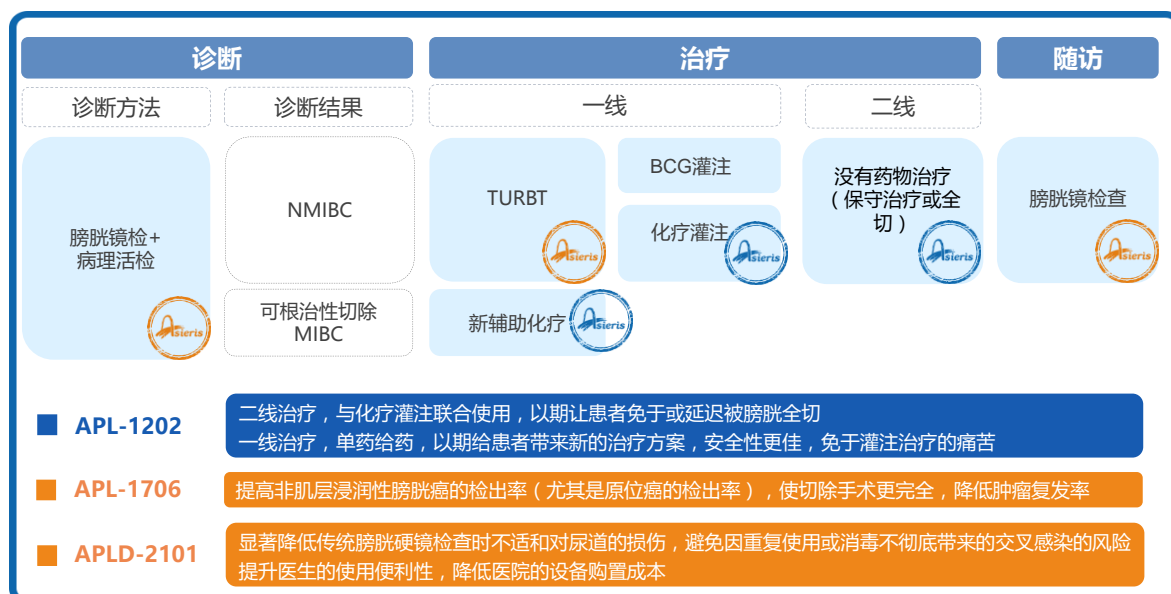 诊断
治疗
随访
诊断方法
诊断结果
一线
二线
膀胱镜检+
病理活检
Asieris
NMIBC
可根治性切除
MIBC
TURBT
Asieris
BCG灌注
化疗灌注
Asieris
新辅助化疗
Asieris
没有药物治疗
（保守治疗或全
切）
Asieris
膀胱镜检查
Asieris
APL-1202
二线治疗，与化疗灌注联合使用，以期让患者免于或延迟被膀胱全切
一线治疗，单药给药，以期给患者带来新的治疗方案，安全性更佳，免于灌注治疗的痛苦
APL-1706
提高非肌层浸润性膀胱癌的检出率（尤其是原位癌的检出率），使切除手术更完全，降低肿瘤复发率
APLD-2101
显著降低传统膀胱硬镜检查时不适和对尿道的损伤，避免因重复使用或消毒不彻底带来的交叉感染的风险
提升医生的使用便利性，降低医院的设备购置成本